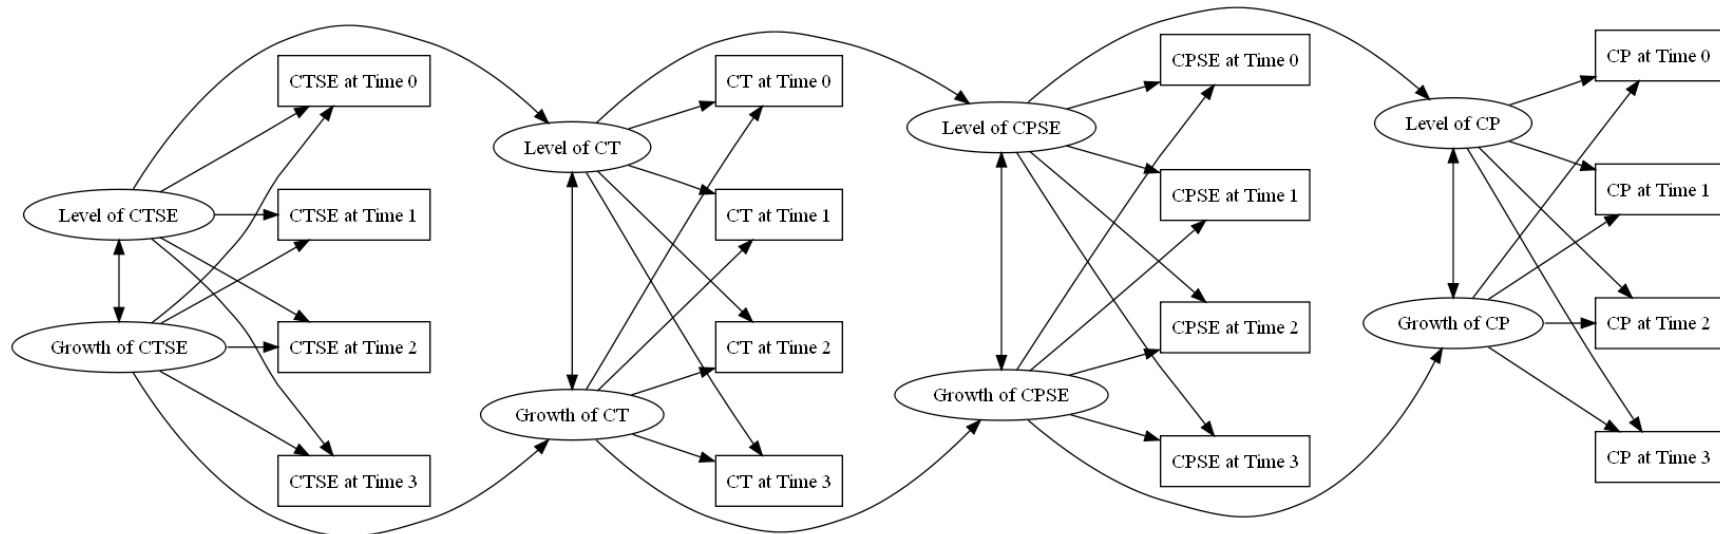 Level of CTSE
Growth of CTSE
CTSE at Time 0
CTSE at Time 1
CTSE at Time 2
CTSE at Time 3
Level of CT
Growth of CT
CT at Time 0
CT at Time 1
CT at Time 2
CT at Time 3
Level of CPSE
Growth of CPSE
CPSE at Time 0
CPSE at Time 1
CPSE at Time 2
CPSE at Time 3
Level of CP
Growth of CP
CP at Time 0
CP at Time 1
CP at Time 2
CP at Time 3